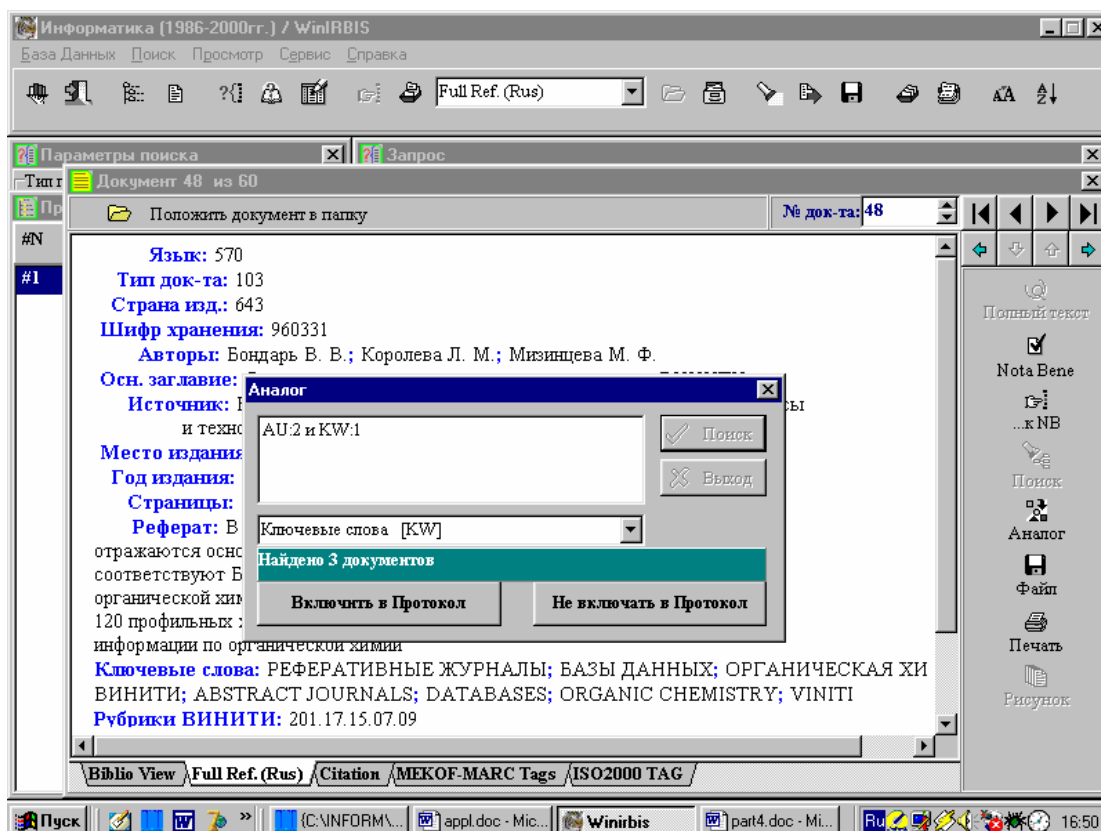 Информатика (1986-2000гг.) / WinIRBIS
База Данных Поиск Просмотр Сервис Справка
Full Ref. (Rus)
Параметры поиска
Запрос
Документ 48 из 60
Положить документ в папку
№ док-та: 48
#N
#1
Язык: 570
Тип док-та: 103
Страна изд.: 643
Шифр хранения: 960331
Авторы: Бондарь В. В.; Королева Л. М.; Мизинцева М. Ф.
Осн. заглавие:
Источник:
и техно
Место издания
Год издания:
Страницы:
Реферат: В
отражаются осно
соответствуют Б
органической хим
120 профильных
информации по органической химии
Ключевые слова: РЕФЕРАТИВНЫЕ ЖУРНАЛЫ; БАЗЫ ДАННЫХ; ОРГАНИЧЕСКАЯ ХИ
ВИНИТИ; ABSTRACT JOURNALS; DATABASES; ORGANIC CHEMISTRY; VINITI
Рубрики ВИНИТИ: 201.17.15.07.09
Аналог
AU:2 и KW:1
Поиск
Выход
Ключевые слова [KW]
Найдено 3 документов
Включить в Протокол
Не включать в Протокол
Полный текст
Nota Bene
...к NB
Поиск
Аналог
Файл
Печать
Рисунок
Biblio View Full Ref. (Rus) Citation MEKOF-MARC Tags ISO2000 TAG
Пуск
{C:\INFORM\...
appl.doc - Mic...
Winirbis
part4.doc - Mi...
Ru
16:50